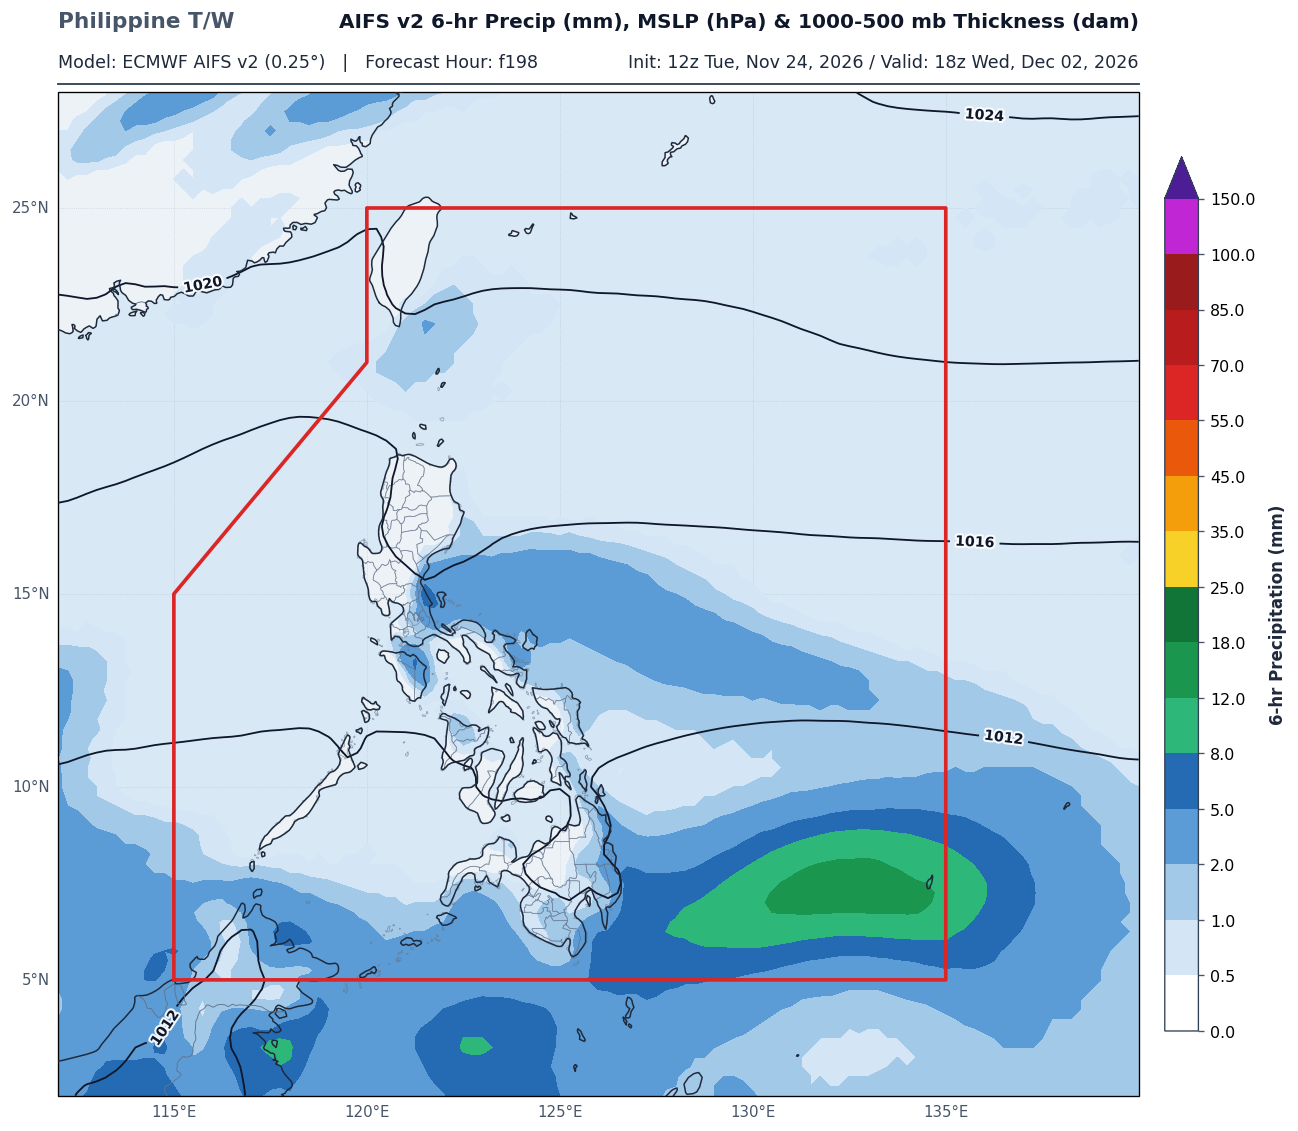 Philippine T/W
AIFS v2 6-hr Precip (mm), MSLP (hPa) & 1000-500 mb Thickness (dam)
Model: ECMWF AIFS v2 (0.25°) | Forecast Hour: f198
Init: 12z Tue, Nov 24, 2026 / Valid: 18z Wed, Dec 02, 2026
1024
1020
1016
1012
1012
25°N
20°N
15°N
10°N
5°N
115°E
120°E
125°E
130°E
135°E
150.0
100.0
85.0
70.0
55.0
45.0
35.0
25.0
18.0
12.0
8.0
5.0
2.0
1.0
0.5
0.0
6-hr Precipitation (mm)